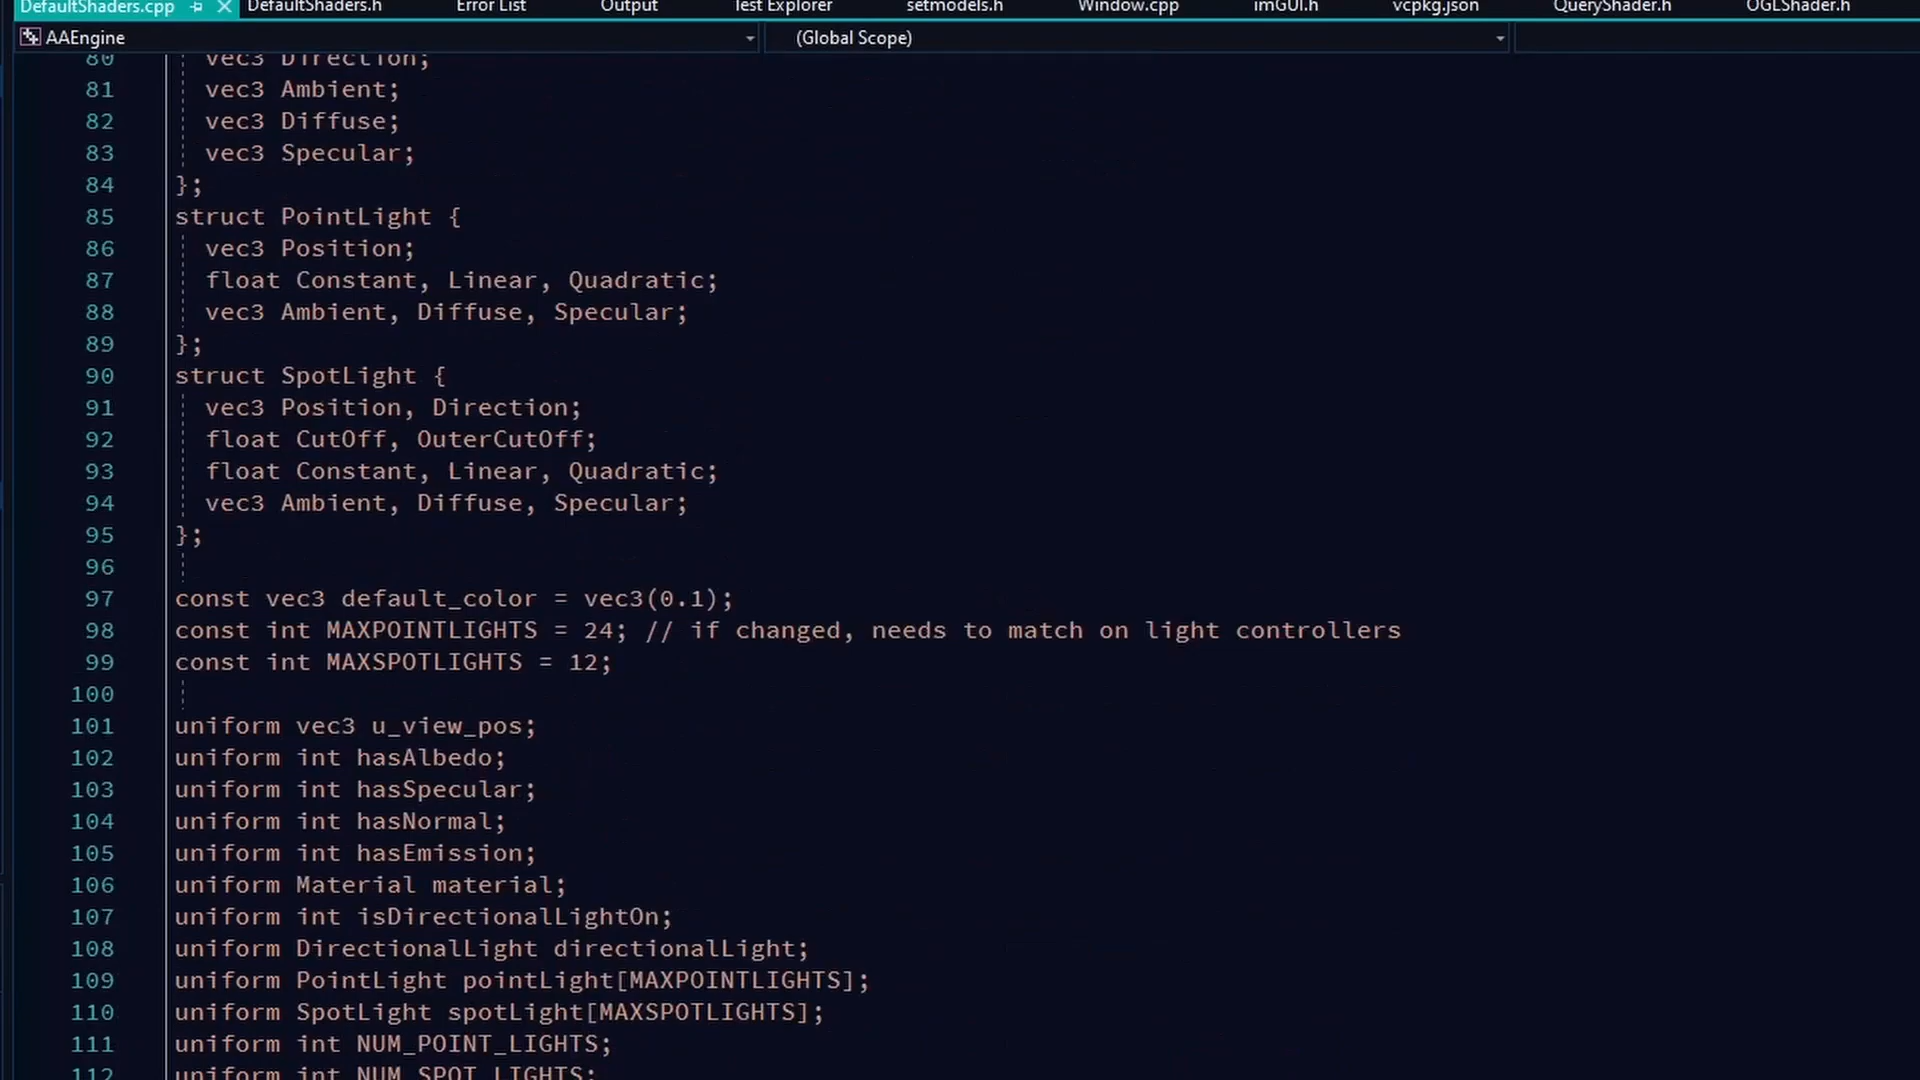 DefaultShaders.cpp DefaultShaders.h Error List Output Test Explorer setmodels.h Window.cpp imGUI.h vcpkg.json QueryShader.h OGLShader.h
AAEngine (Global Scope)
80 vec3 Direction;
81 vec3 Ambient;
82 vec3 Diffuse;
83 vec3 Specular;
84 };
85 struct PointLight {
86 vec3 Position;
87 float Constant, Linear, Quadratic;
88 vec3 Ambient, Diffuse, Specular;
89 };
90 struct SpotLight {
91 vec3 Position, Direction;
92 float CutOff, OuterCutOff;
93 float Constant, Linear, Quadratic;
94 vec3 Ambient, Diffuse, Specular;
95 };
96
97 const vec3 default_color = vec3(0.1);
98 const int MAXPOINTLIGHTS = 24; // if changed, needs to match on light controllers
99 const int MAXSPOTLIGHTS = 12;
100
101 uniform vec3 u_view_pos;
102 uniform int hasAlbedo;
103 uniform int hasSpecular;
104 uniform int hasNormal;
105 uniform int hasEmission;
106 uniform Material material;
107 uniform int isDirectionalLightOn;
108 uniform DirectionalLight directionalLight;
109 uniform PointLight pointLight[MAXPOINTLIGHTS];
110 uniform SpotLight spotLight[MAXSPOTLIGHTS];
111 uniform int NUM_POINT_LIGHTS;
112 uniform int NUM_SPOT_LIGHTS;